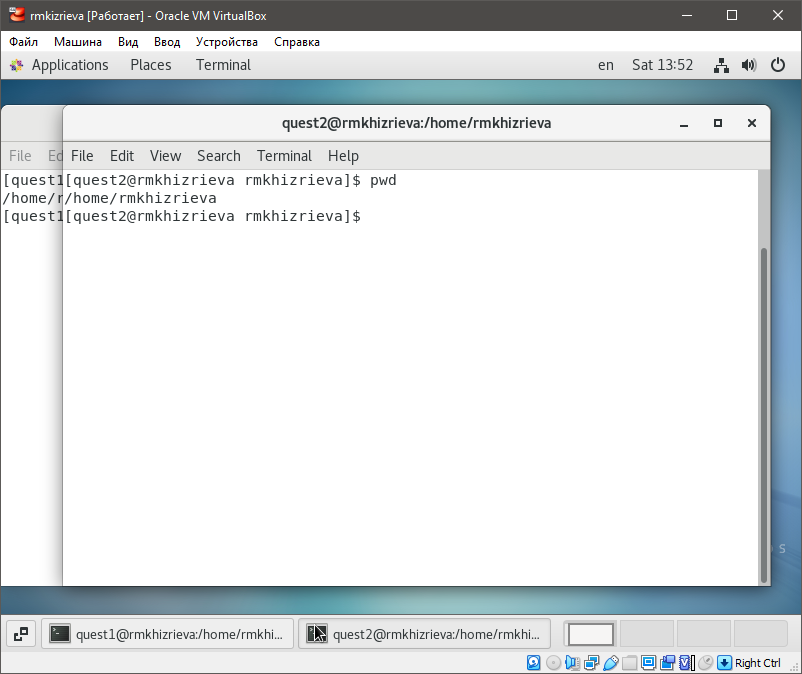 rmkizrieva [Работает] - Oracle VM VirtualBox
Файл Машина Вид Ввод Устройства Справка
Applications Places Terminal en Sat 13:52
quest2@rmkhizrieva:/home/rmkhizrieva
File Ed File Edit View Search Terminal Help
[quest1[quest2@rmkhizrieva rmkhizrieva]$ pwd
/home/r/home/rmkhizrieva
[quest1[quest2@rmkhizrieva rmkhizrieva]$
S
quest1@rmkhizrieva:/home/rmkhi... quest2@rmkhizrieva:/home/rmkhi...
Right Ctrl